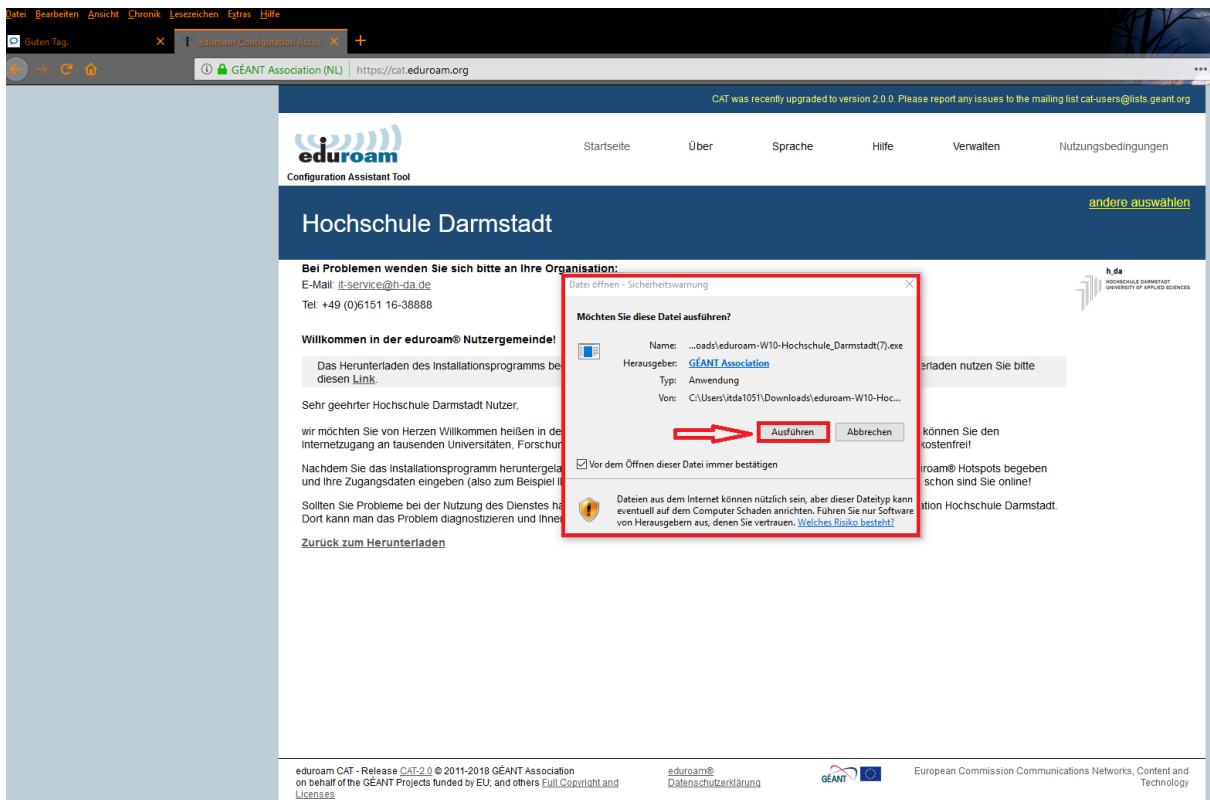 Datei Bearbeiten Ansicht Chronik Lesezeichen Extras Hilfe
Guten Tag.
eduroam Configuration Assis
GÉANT Association (NL) https://cat.eduroam.org
CAT was recently upgraded to version 2.0.0. Please report any issues to the mailing list cat-users@lists.geant.org
eduroam
Configuration Assistant Tool
Startseite Über Sprache Hilfe Verwalten Nutzungsbedingungen
andere auswählen
Hochschule Darmstadt
Bei Problemen wenden Sie sich bitte an Ihre Organisation:
E-Mail: it-service@h-da.de
Tel: +49 (0)6151 16-38888
h_da
HOCHSCHULE DARMSTADT
UNIVERSITY OF APPLIED SCIENCES
Willkommen in der eduroam® Nutzergemeinde!
Das Herunterladen des Installationsprogramms be
erladen nutzen Sie bitte
diesen Link.
Sehr geehrter Hochschule Darmstadt Nutzer,
wir möchten Sie von Herzen Willkommen heißen in de
können Sie den
Internetzugang an tausenden Universitäten, Forschun
kostenfrei!
Nachdem Sie das Installationsprogramm heruntergela
uroam® Hotspots begeben
und Ihre Zugangsdaten eingeben (also zum Beispiel I
schon sind Sie online!
Sollten Sie Probleme bei der Nutzung des Dienstes ha
ation Hochschule Darmstadt.
Dort kann man das Problem diagnostizieren und Ihne
Zurück zum Herunterladen
Datei öffnen - Sicherheitswarnung
Möchten Sie diese Datei ausführen?
Name: ...oads\eduroam-W10-Hochschule_Darmstadt(7).exe
Herausgeber: GÉANT Association
Typ: Anwendung
Von: C:\Users\itda1051\Downloads\eduroam-W10-Hoc...
Ausführen Abbrechen
Vor dem Öffnen dieser Datei immer bestätigen
Dateien aus dem Internet können nützlich sein, aber dieser Dateityp kann
eventuell auf dem Computer Schaden anrichten. Führen Sie nur Software
von Herausgebern aus, denen Sie vertrauen. Welches Risiko besteht?
eduroam CAT - Release CAT-2.0 © 2011-2018 GÉANT Association
on behalf of the GÉANT Projects funded by EU; and others Full Copyright and
Licenses
eduroam®
Datenschutzerklärung
GÉANT
European Commission Communications Networks, Content and
Technology